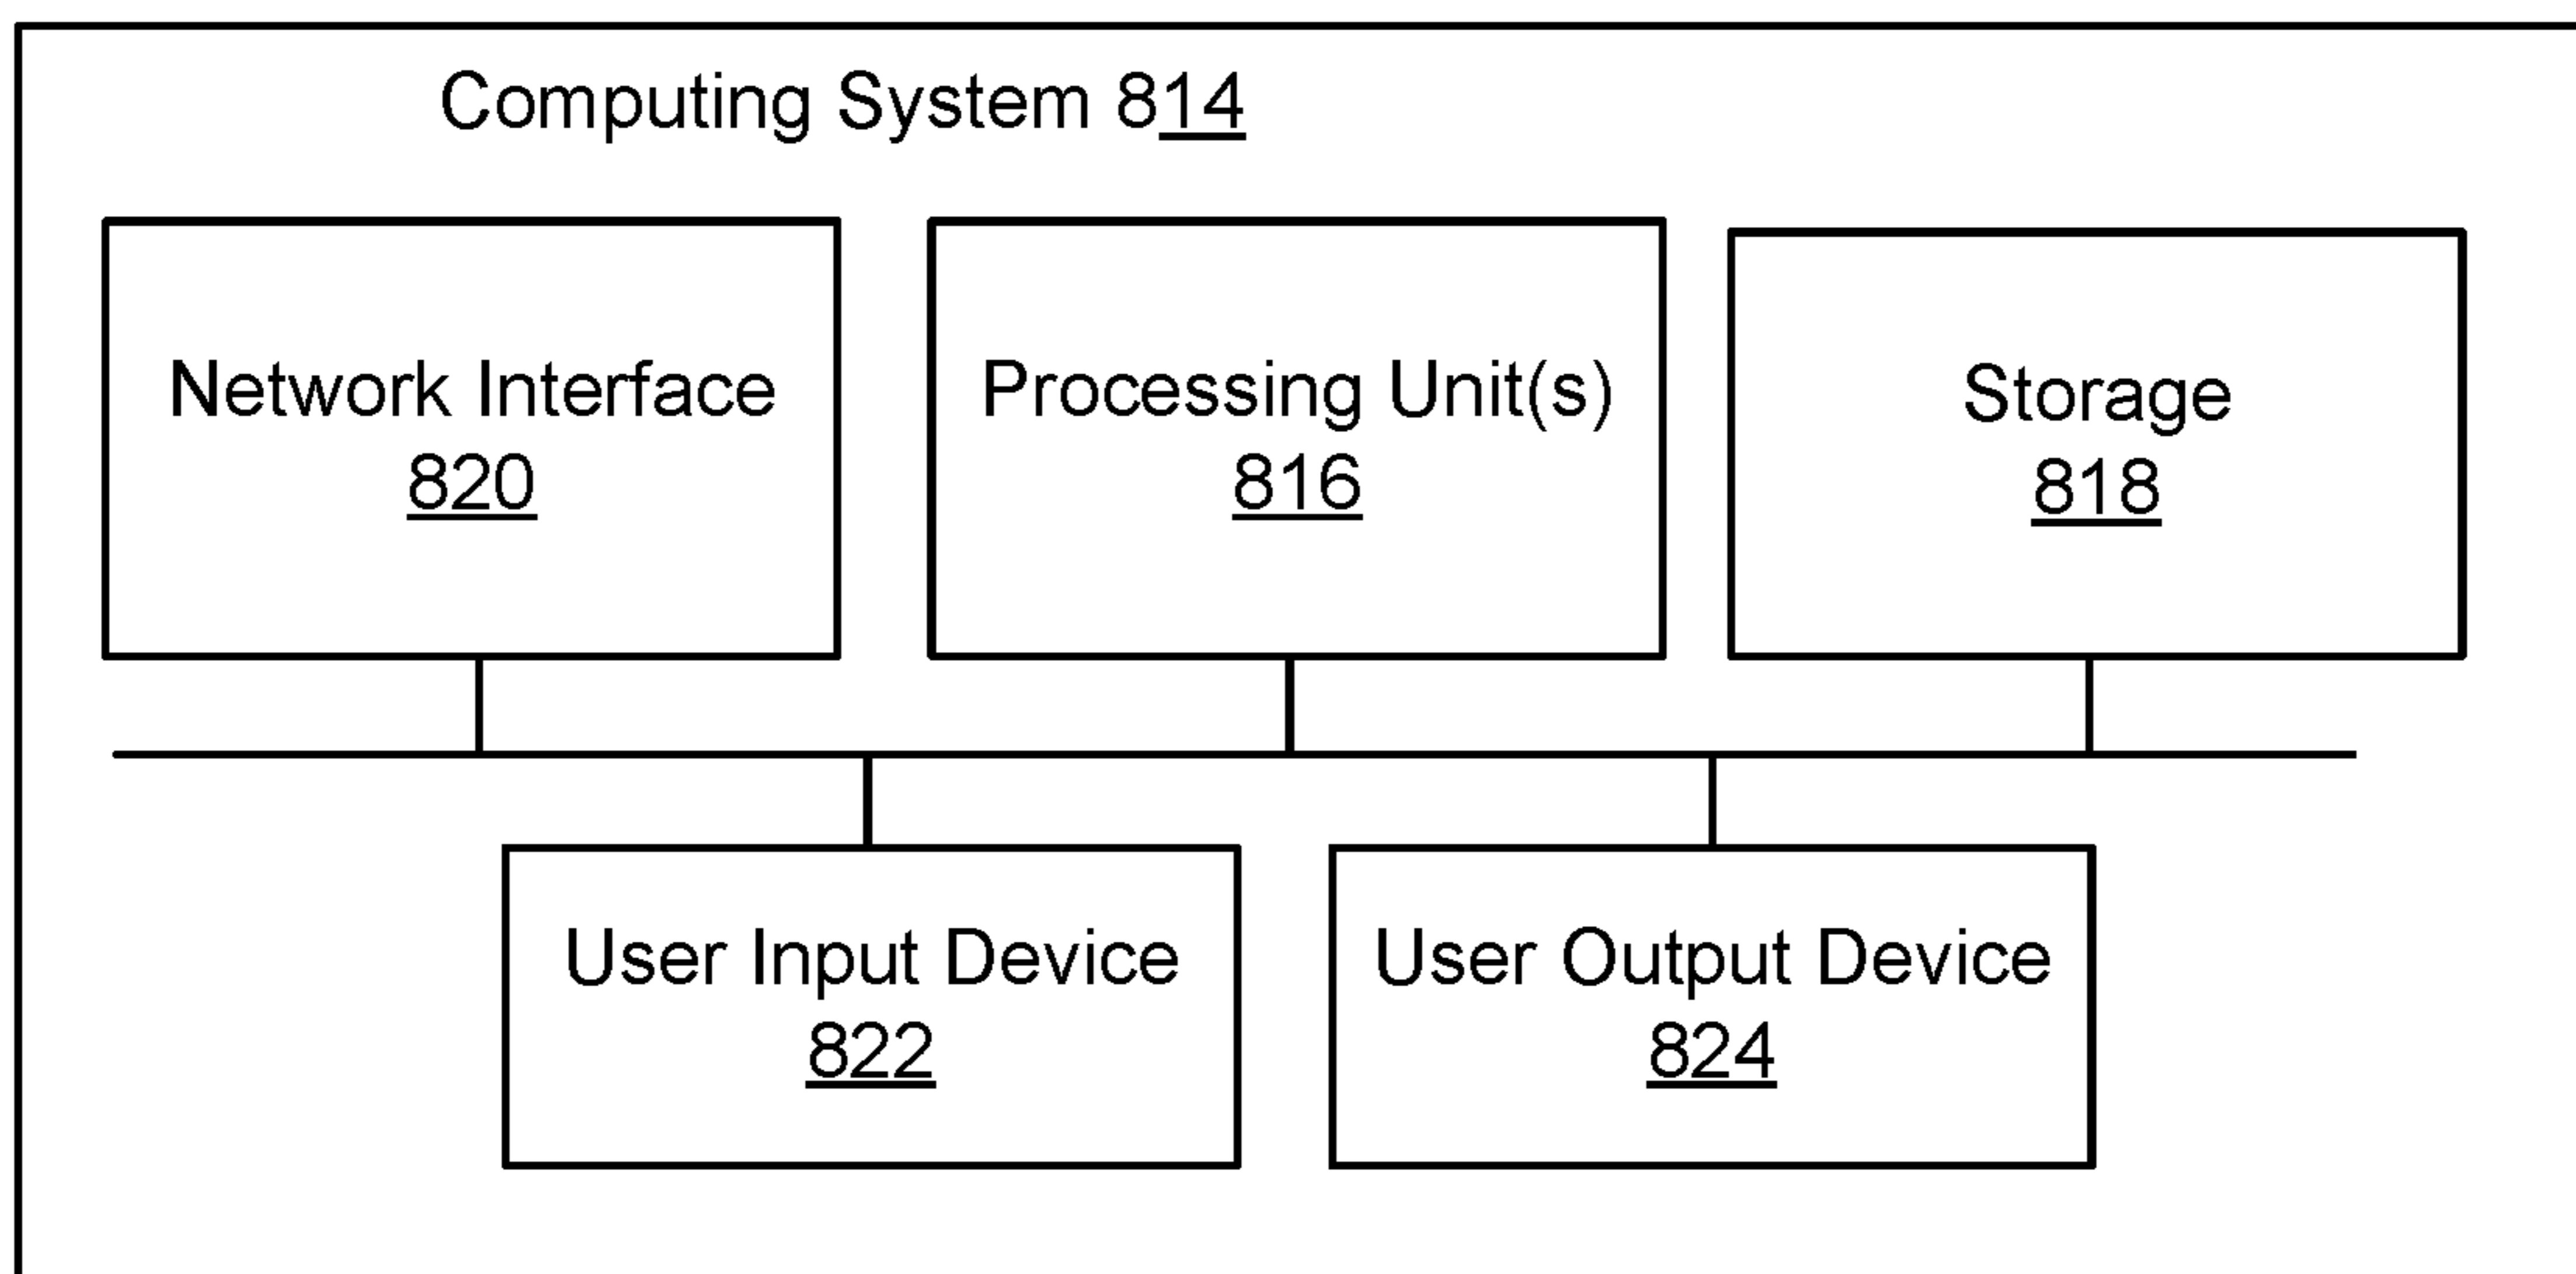 Computing System 814
Network Interface
820
Processing Unit(s)
816
Storage
818
User Input Device
822
User Output Device
824